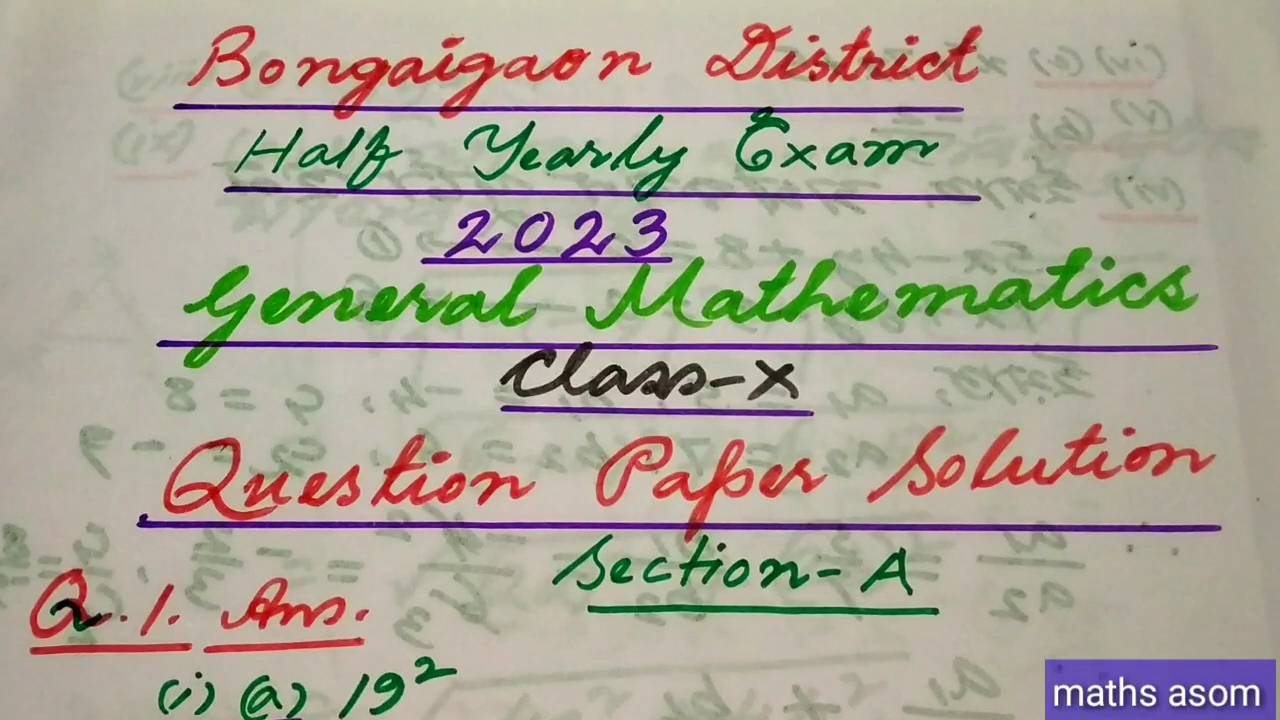 Bongaigaon District
Half Yearly Exam
2023
General Mathematics
Class-X
Question Paper Solution
Section-A
Q.1. Ans.
(i) (a) 19²
maths asom